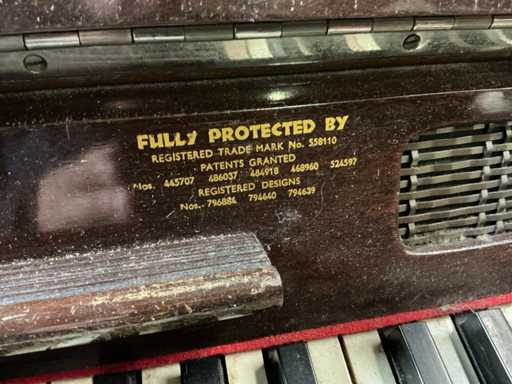 FULLY PROTECTED BY
REGISTERED TRADE MARK No. 558110
PATENTS GRANTED
Nos. 445707 486037 484918 468960 524597
REGISTERED DESIGNS
Nos. 796884 794640 794639